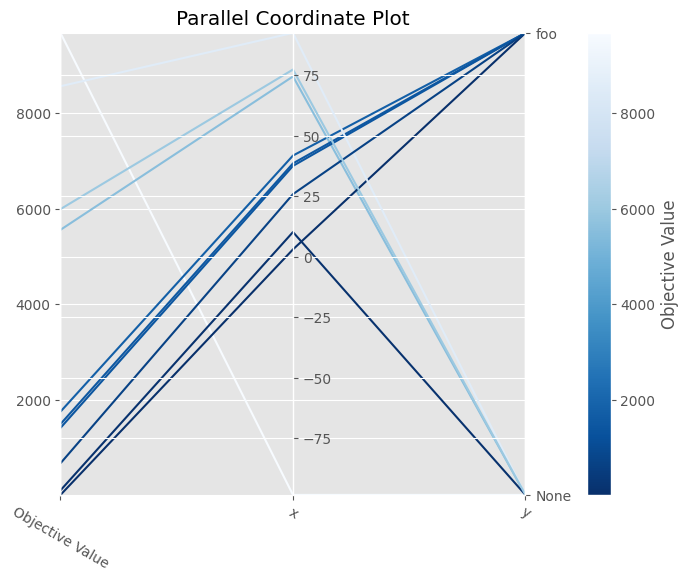 Parallel Coordinate Plot
8000
6000
4000
2000
75
50
25
0
−25
−50
−75
foo
None
8000
6000
4000
2000
Objective Value
Objective Value
x
y